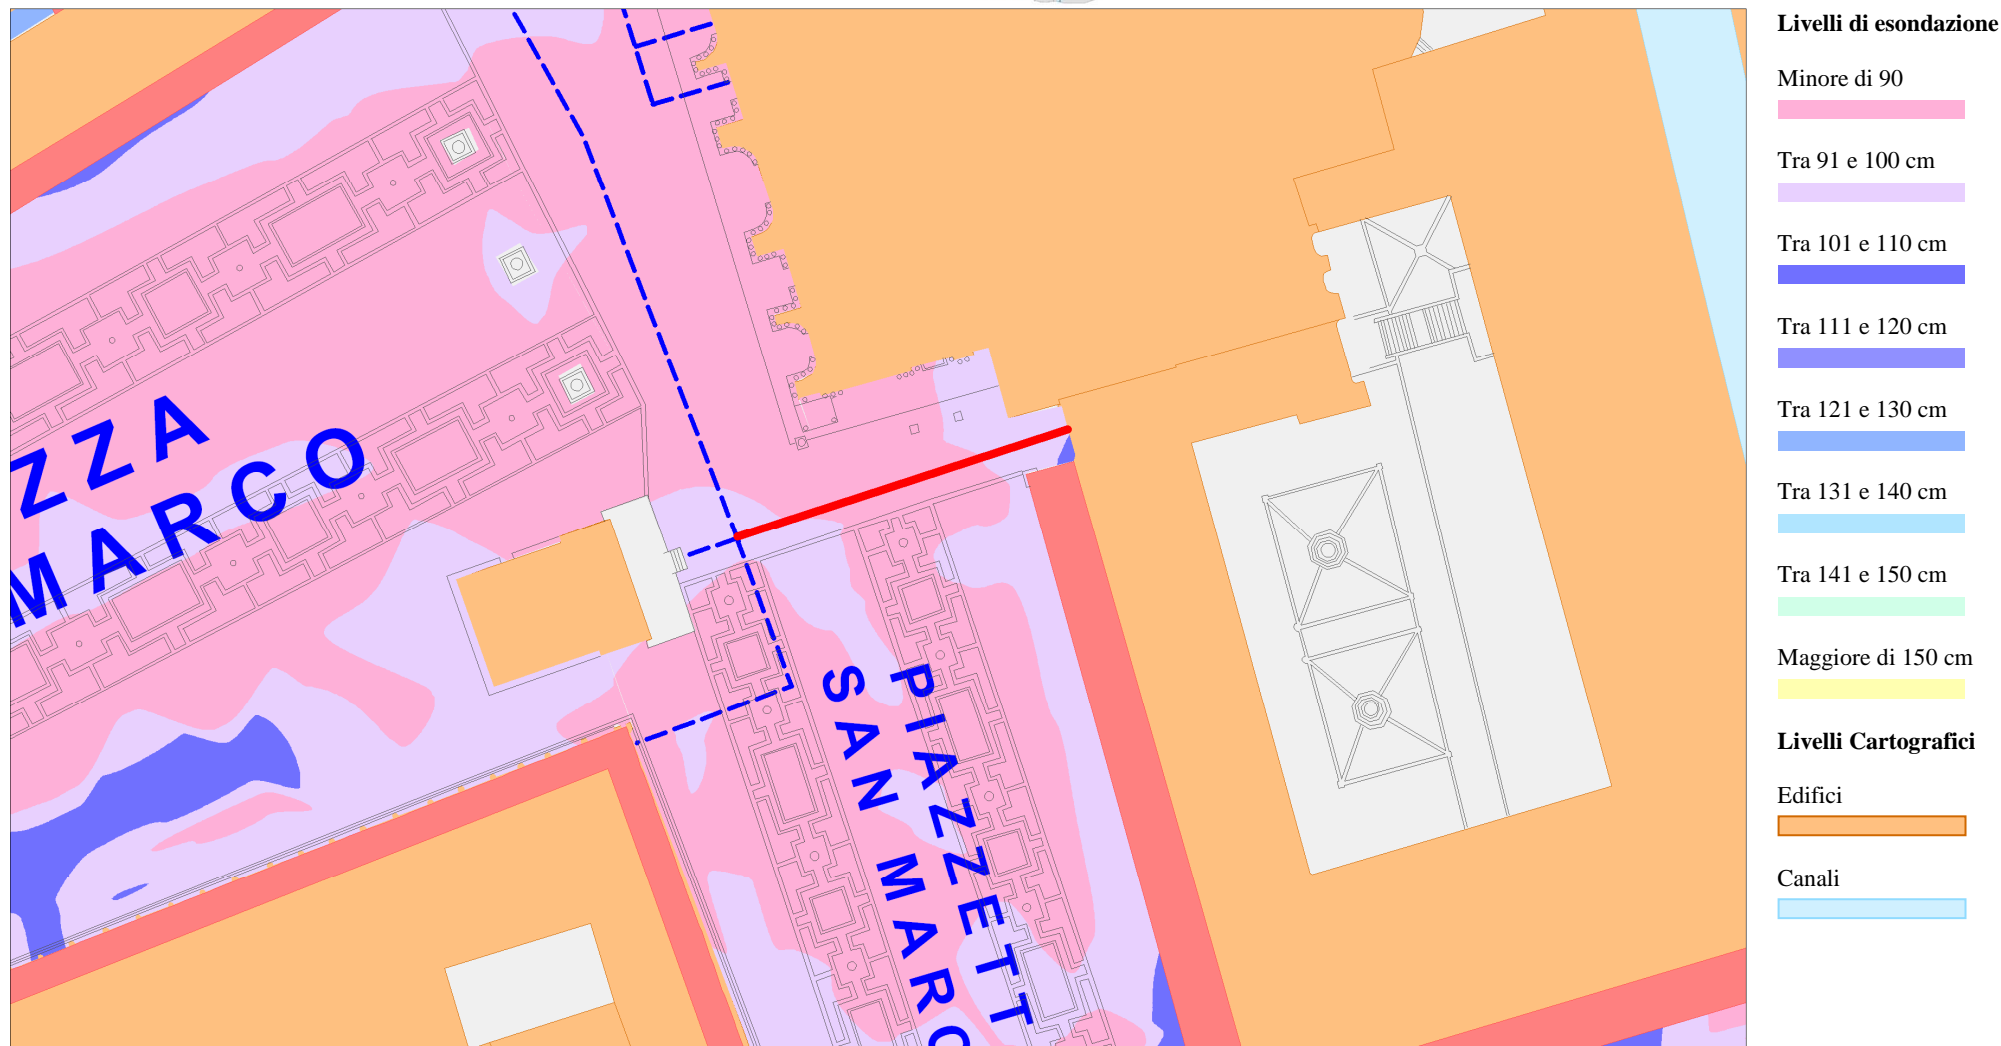 ZZA
MARCO
PIAZZETT
SAN MARC
Livelli di esondazione
Minore di 90
Tra 91 e 100 cm
Tra 101 e 110 cm
Tra 111 e 120 cm
Tra 121 e 130 cm
Tra 131 e 140 cm
Tra 141 e 150 cm
Maggiore di 150 cm
Livelli Cartografici
Edifici
Canali